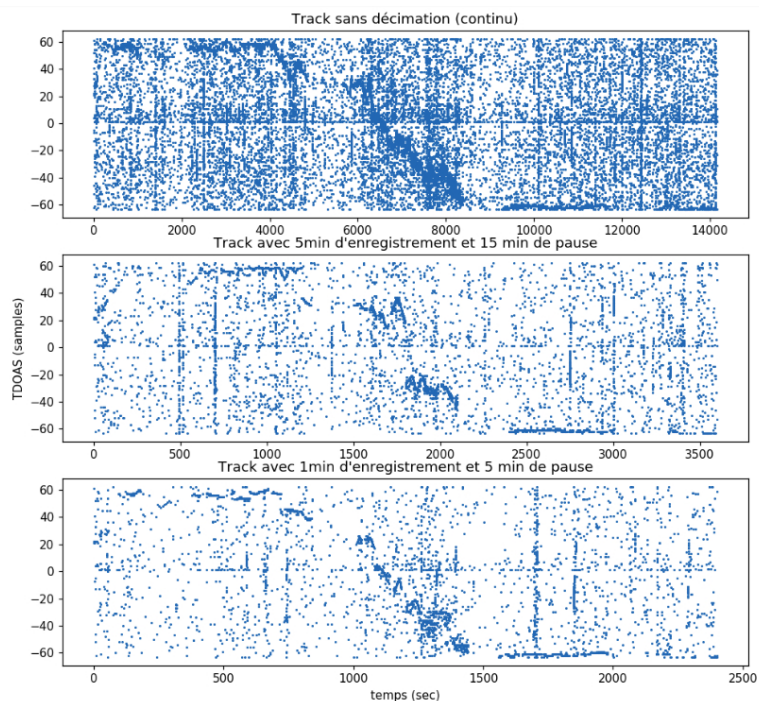 Track sans décimation (continu)
60
40
20
0
−20
−40
−60
0 2000 4000 6000 8000 10000 12000 14000
Track avec 5min d'enregistrement et 15 min de pause
60
40
20
0
−20
−40
−60
TDOAS (samples)
0 500 1000 1500 2000 2500 3000 3500
Track avec 1min d'enregistrement et 5 min de pause
60
40
20
0
−20
−40
−60
0 500 1000 1500 2000 2500
temps (sec)